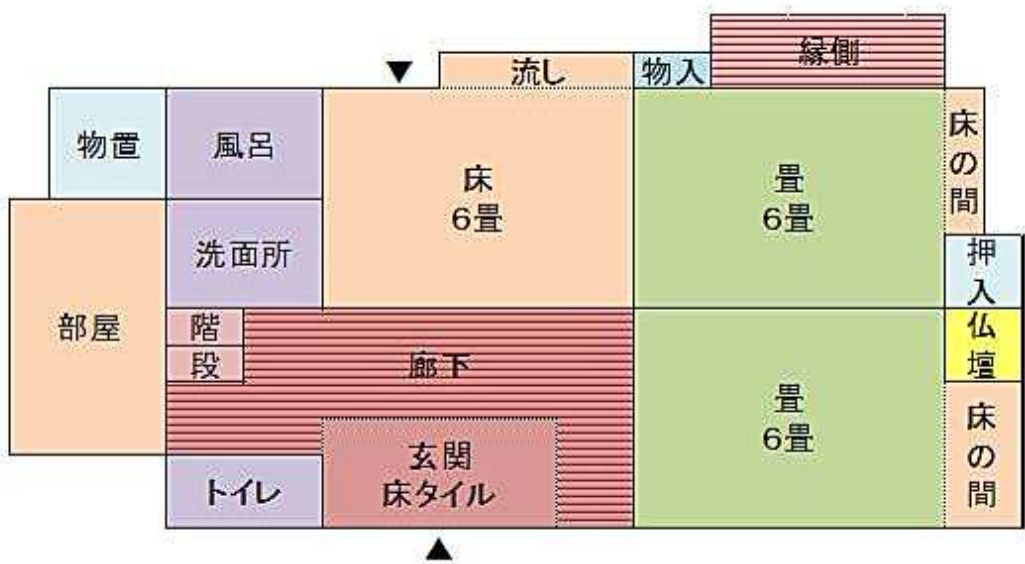 ▼
流し
物入
縁側
物置
風呂
床
6畳
畳
6畳
床の間
洗面所
押入
部屋
階段
廊下
仏壇
畳
6畳
玄関
床タイル
床の間
トイレ
▲